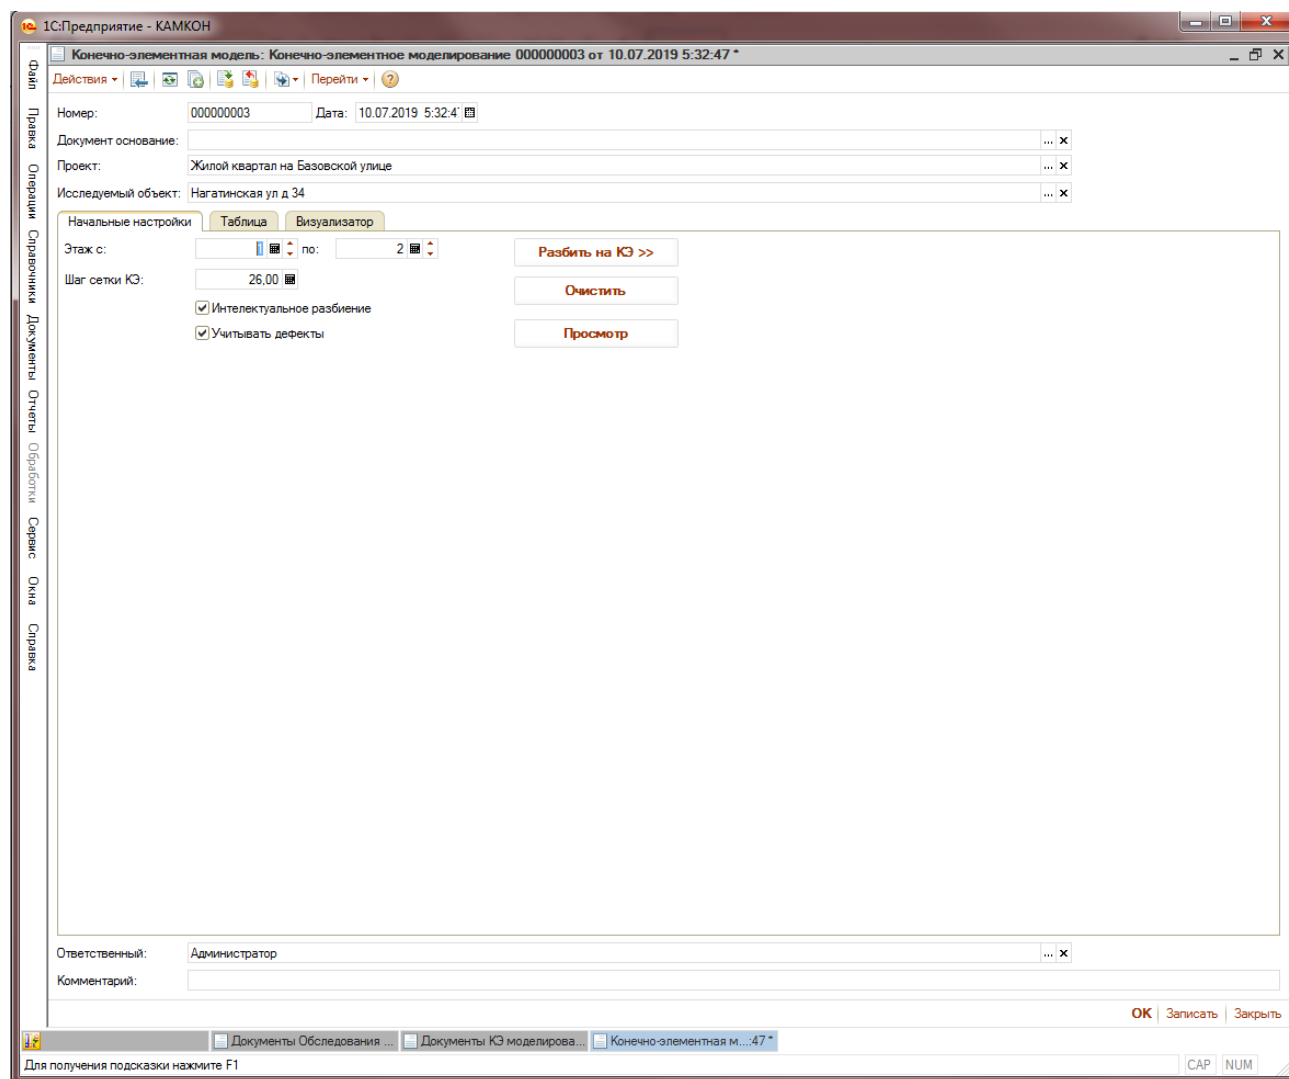 1С:Предприятие - КАМКОН
Конечно-элементная модель: Конечно-элементное моделирование 000000003 от 10.07.2019 5:32:47 *
Действия
Перейти
Файл
Правка
Операции
Справочники
Документы
Отчеты
Обработки
Сервис
Окна
Справка
Номер: 000000003 Дата: 10.07.2019 5:32:4
Документ основание:
Проект: Жилой квартал на Базовской улице
Исследуемый объект: Нагатинская ул д 34
Начальные настройки Таблица Визуализатор
Этаж с: 1 по: 2 Разбить на КЭ >>
Шаг сетки КЭ: 26,00 Очистить
Интелектуальное разбиение
Учитывать дефекты Просмотр
Ответственный: Администратор
Комментарий:
OK Записать Закрыть
Документы Обследования ... Документы КЭ моделирова... Конечно-элементная м...:47 *
Для получения подсказки нажмите F1 CAP NUM